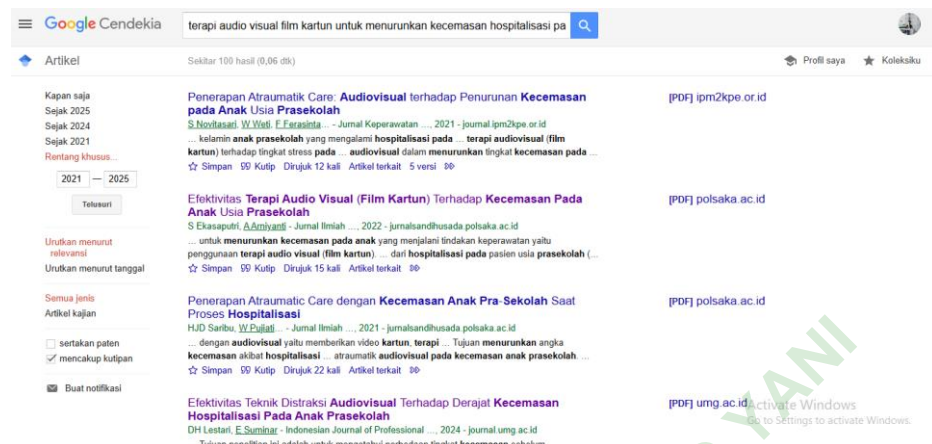 Google Cendekia
terapi audio visual film kartun untuk menurunkan kecemasan hospitalisasi pa
Artikel
Sekitar 100 hasil (0,06 dtk)
Profil saya
Koleksiku
Kapan saja
Sejak 2025
Sejak 2024
Sejak 2021
Rentang khusus...
2021 — 2025
Telusuri
Urutkan menurut
relevansi
Urutkan menurut tanggal
Semua jenis
Artikel kajian
sertakan paten
mencakup kutipan
Buat notifikasi
Penerapan Atraumatik Care: Audiovisual terhadap Penurunan Kecemasan
pada Anak Usia Prasekolah
S Novitasari, W Weti, F Ferasinta... - Jurnal Keperawatan ..., 2021 - journal.ipm2kpe.or.id
... kelamin anak prasekolah yang mengalami hospitalisasi pada ... terapi audiovisual (film
kartun) terhadap tingkat stress pada ... audiovisual dalam menurunkan tingkat kecemasan pada ...
Simpan Kutip Dirujuk 12 kali Artikel terkait 5 versi
[PDF] ipm2kpe.or.id
Efektivitas Terapi Audio Visual (Film Kartun) Terhadap Kecemasan Pada
Anak Usia Prasekolah
S Ekasaputri, A Arniyanti - Jurnal Ilmiah ..., 2022 - jurnalsandihusada.polsaka.ac.id
... untuk menurunkan kecemasan pada anak yang menjalani tindakan keperawatan yaitu
penggunaan terapi audio visual (film kartun). ... dari hospitalisasi pada pasien usia prasekolah (...
Simpan Kutip Dirujuk 15 kali Artikel terkait
[PDF] polsaka.ac.id
Penerapan Atraumatic Care dengan Kecemasan Anak Pra-Sekolah Saat
Proses Hospitalisasi
HJD Saribu, W Pujiati... - Jurnal Ilmiah ..., 2021 - jurnalsandihusada.polsaka.ac.id
... dengan audiovisual yaitu memberikan video kartun, terapi ... Tujuan menurunkan angka
kecemasan akibat hospitalisasi ... atraumatik audiovisual pada kecemasan anak prasekolah. ...
Simpan Kutip Dirujuk 22 kali Artikel terkait
[PDF] polsaka.ac.id
Efektivitas Teknik Distraksi Audiovisual Terhadap Derajat Kecemasan
Hospitalisasi Pada Anak Prasekolah
DH Lestari, E Suminar - Indonesian Journal of Professional ..., 2024 - journal.umg.ac.id
... Tujuan penelitian ini adalah untuk mengetahui perbedaan tingkat kecemasan sebelum
[PDF] umg.ac.id
Activate Windows
Go to Settings to activate Windows.
YANI